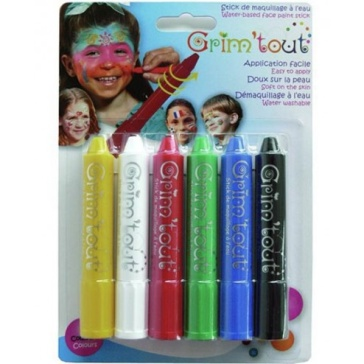 Stick de maquillage à l'eau
Water-based face paint stick
Grim'tout
Application facile
Easy to apply
Doux sur la peau
Soft on the skin
Démaquillage à l'eau
Water washable
Grim'tout
Grim'tout
Grim'tout
Grim'tout
Grim'tout
Grim'tout
Colours